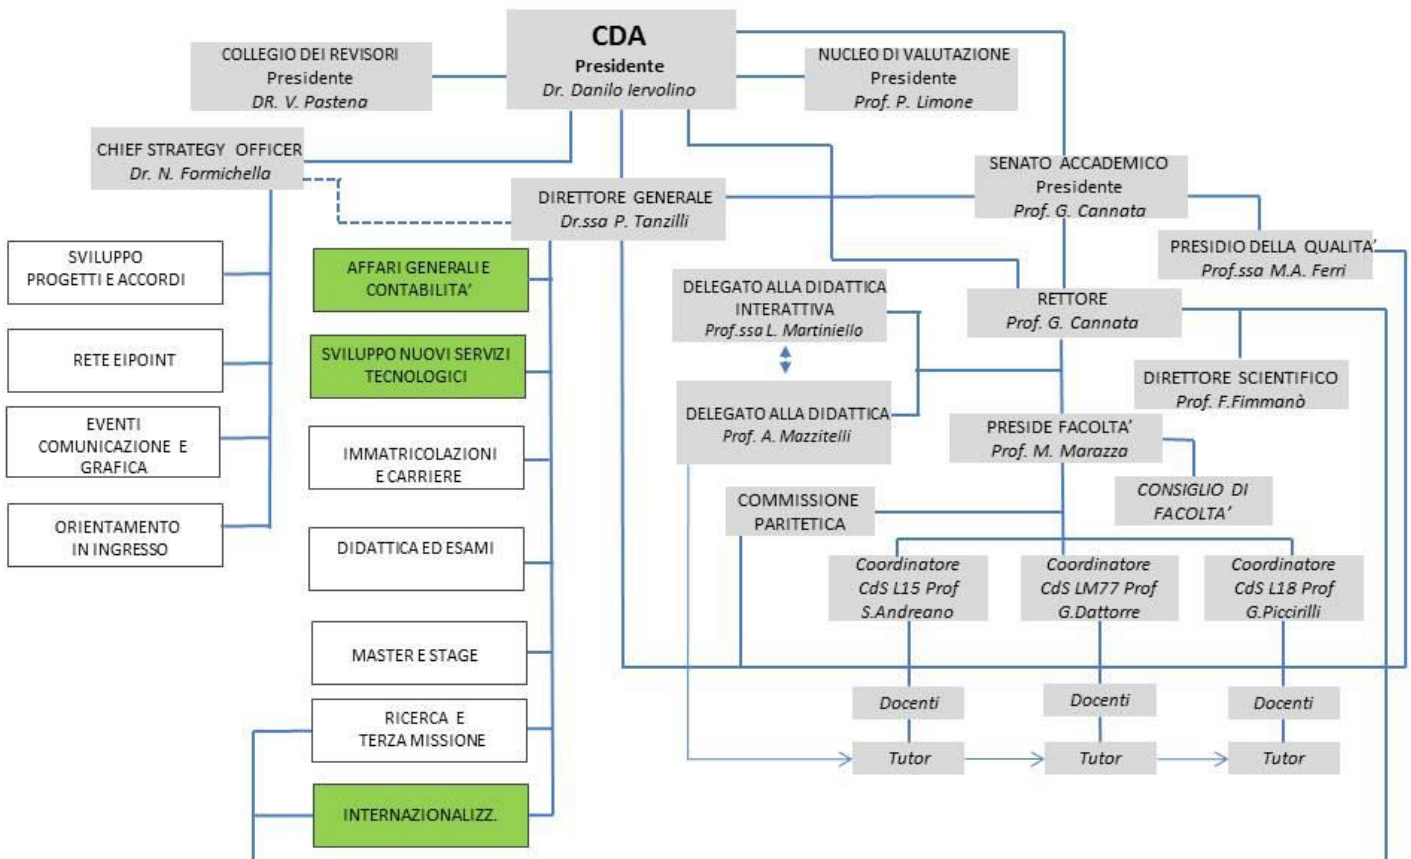 CDA
Presidente
Dr. Danilo Iervolino
COLLEGIO DEI REVISORI
Presidente
DR. V. Pastena
NUCLEO DI VALUTAZIONE
Presidente
Prof. P. Limone
CHIEF STRATEGY OFFICER
Dr. N. Formichella
SENATO ACCADEMICO
Presidente
Prof. G. Cannata
DIRETTORE GENERALE
Dr.ssa P. Tanzilli
PRESIDIO DELLA QUALITA’
Prof.ssa M.A. Ferri
SVILUPPO
PROGETTI E ACCORDI
RETE EIPOINT
EVENTI
COMUNICAZIONE E
GRAFICA
ORIENTAMENTO
IN INGRESSO
AFFARI GENERALI E
CONTABILITA’
SVILUPPO NUOVI SERVIZI
TECNOLOGICI
IMMATRICOLAZIONI
E CARRIERE
DIDATTICA ED ESAMI
MASTER E STAGE
RICERCA E
TERZA MISSIONE
INTERNAZIONALIZZ.
DELEGATO ALLA DIDATTICA
INTERATTIVA
Prof.ssa L. Martiniello
RETTORE
Prof. G. Cannata
DIRETTORE SCIENTIFICO
Prof. F.Fimmanò
DELEGATO ALLA DIDATTICA
Prof. A. Mazzitelli
PRESIDE FACOLTA’
Prof. M. Marazza
CONSIGLIO DI
FACOLTA’
COMMISSIONE
PARITETICA
Coordinatore
CdS L15 Prof
S.Andreano
Coordinatore
CdS LM77 Prof
G.Dattorre
Coordinatore
CdS L18 Prof
G.Piccirilli
Docenti
Docenti
Docenti
Tutor
Tutor
Tutor